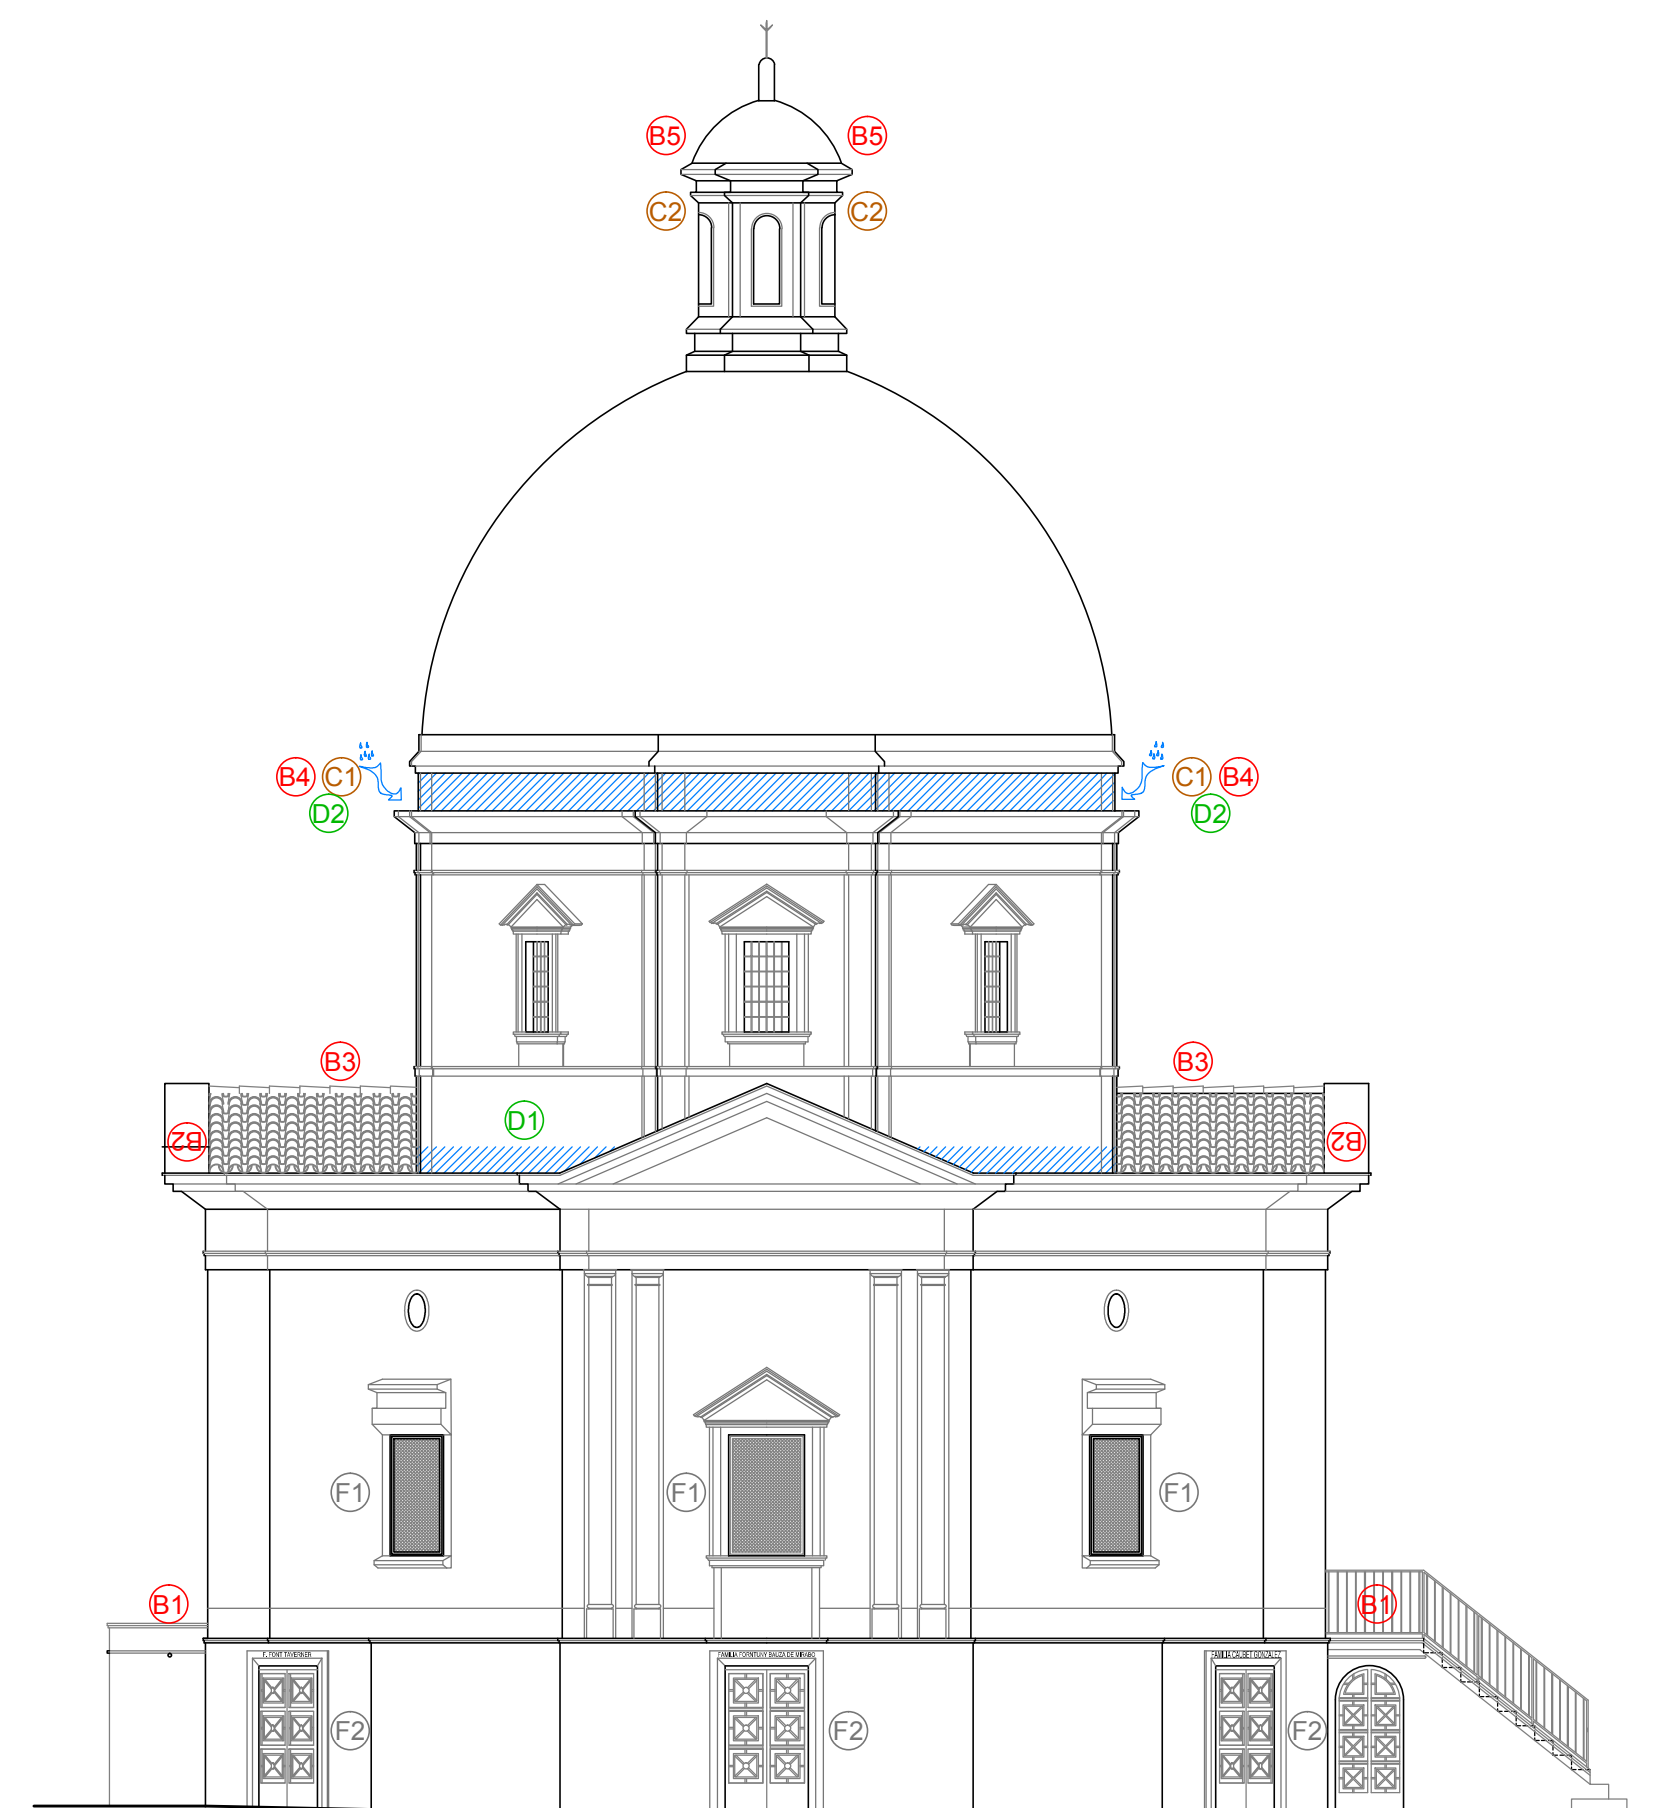 B5 B5
C2 C2
B4 C1 C1 B4
D2 D2
B3 B3
D1
B2 B2
F1 F1 F1
B1 B1
F. FONT TAVERNER FAMILIA FORNTUNY BAUZA DE MIRABO FAMILIA CALBET GONZALEZ
F2 F2 F2